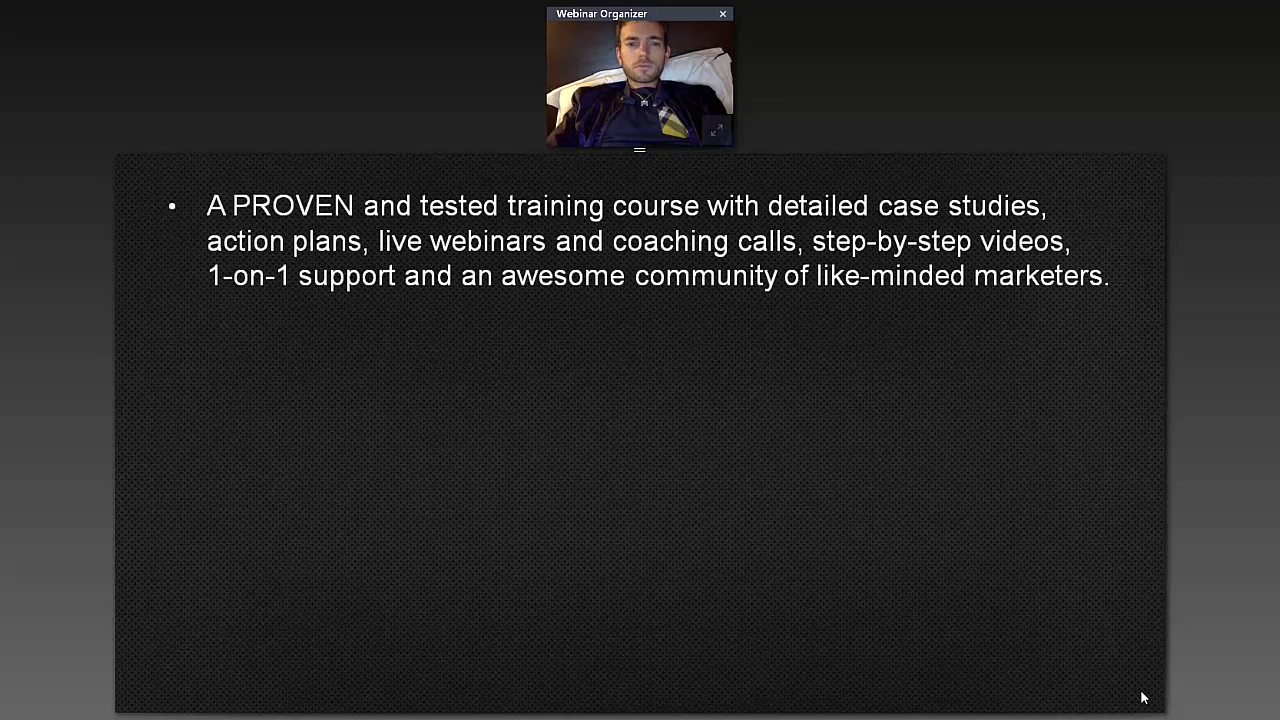 Webinar Organizer
• A PROVEN and tested training course with detailed case studies,
action plans, live webinars and coaching calls, step-by-step videos,
1-on-1 support and an awesome community of like-minded marketers.